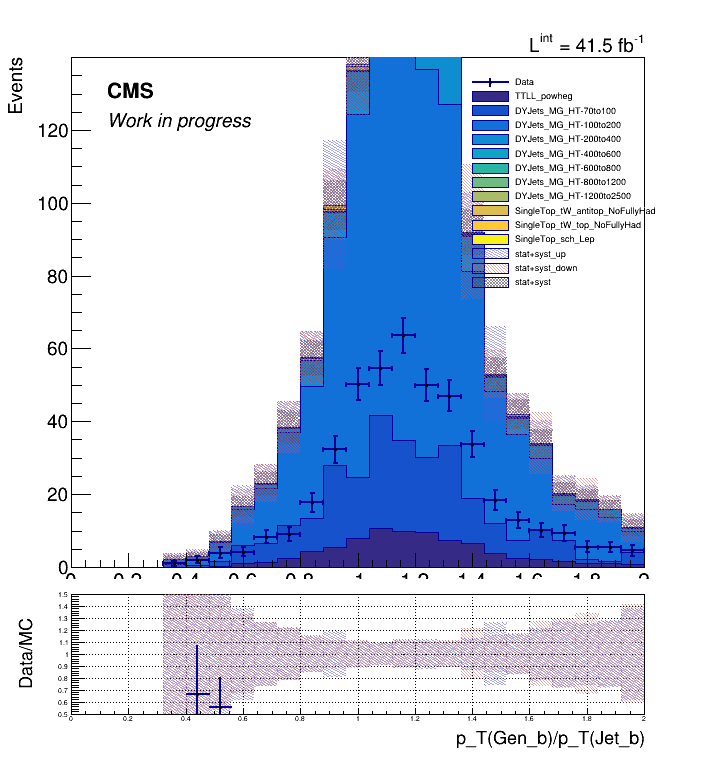 L^int = 41.5 fb^-1
Events
CMS
Work in progress
120
100
80
60
40
20
0
Data
TTLL_powheg
DYJets_MG_HT-70to100
DYJets_MG_HT-100to200
DYJets_MG_HT-200to400
DYJets_MG_HT-400to600
DYJets_MG_HT-600to800
DYJets_MG_HT-800to1200
DYJets_MG_HT-1200to2500
SingleTop_tW_antitop_NoFullyHad
SingleTop_tW_top_NoFullyHad
SingleTop_sch_Lep
stat+syst_up
stat+syst_down
stat+syst
0 0.2 0.4 0.6 0.8 1 1.2 1.4 1.6 1.8 2
Data/MC
1.5
1.4
1.3
1.2
1.1
1
0.9
0.8
0.7
0.6
0.5
0 0.2 0.4 0.6 0.8 1 1.2 1.4 1.6 1.8 2
p_T(Gen_b)/p_T(Jet_b)